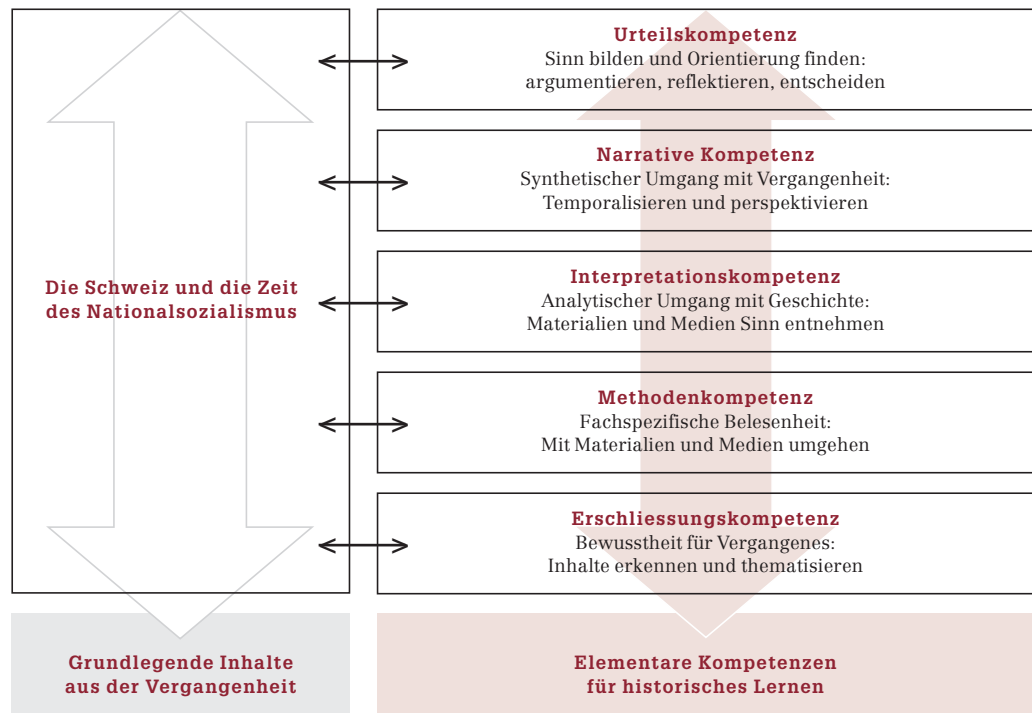 Die Schweiz und die Zeit
des Nationalsozialismus
Grundlegende Inhalte
aus der Vergangenheit
Urteilskompetenz
Sinn bilden und Orientierung finden:
argumentieren, reflektieren, entscheiden
Narrative Kompetenz
Synthetischer Umgang mit Vergangenheit:
Temporalisieren und perspektivieren
Interpretationskompetenz
Analytischer Umgang mit Geschichte:
Materialien und Medien Sinn entnehmen
Methodenkompetenz
Fachspezifische Belesenheit:
Mit Materialien und Medien umgehen
Erschliessungskompetenz
Bewusstheit für Vergangenes:
Inhalte erkennen und thematisieren
Elementare Kompetenzen
für historisches Lernen